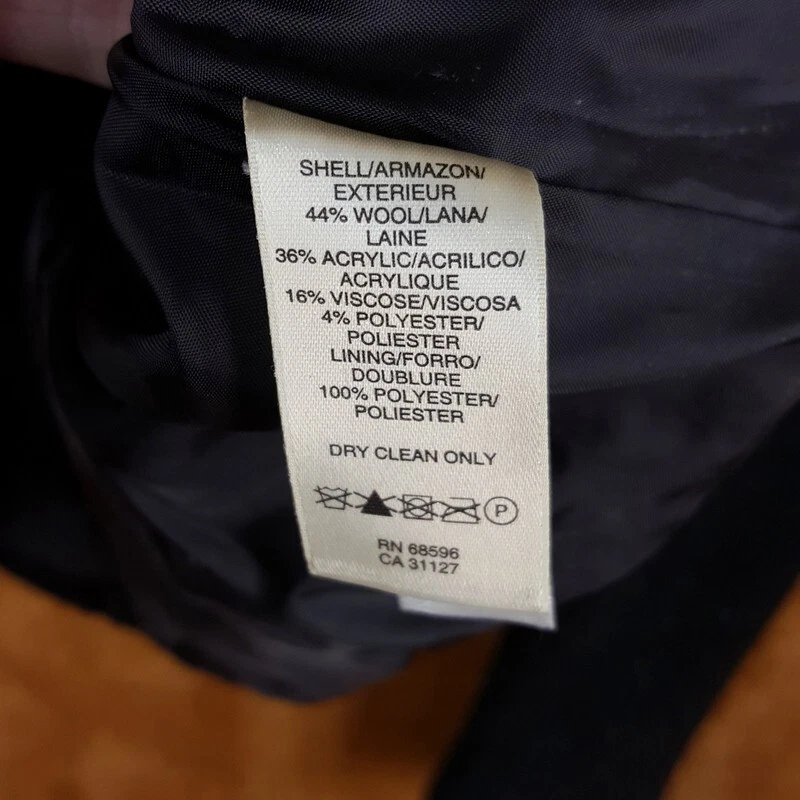 SHELL/ARMAZON/
EXTERIEUR
44% WOOL/LANA/
LAINE
36% ACRYLIC/ACRILICO/
ACRYLIQUE
16% VISCOSE/VISCOSA
4% POLYESTER/
POLIESTER
LINING/FORRO/
DOUBLURE
100% POLYESTER/
POLIESTER
DRY CLEAN ONLY
P
RN 68596
CA 31127